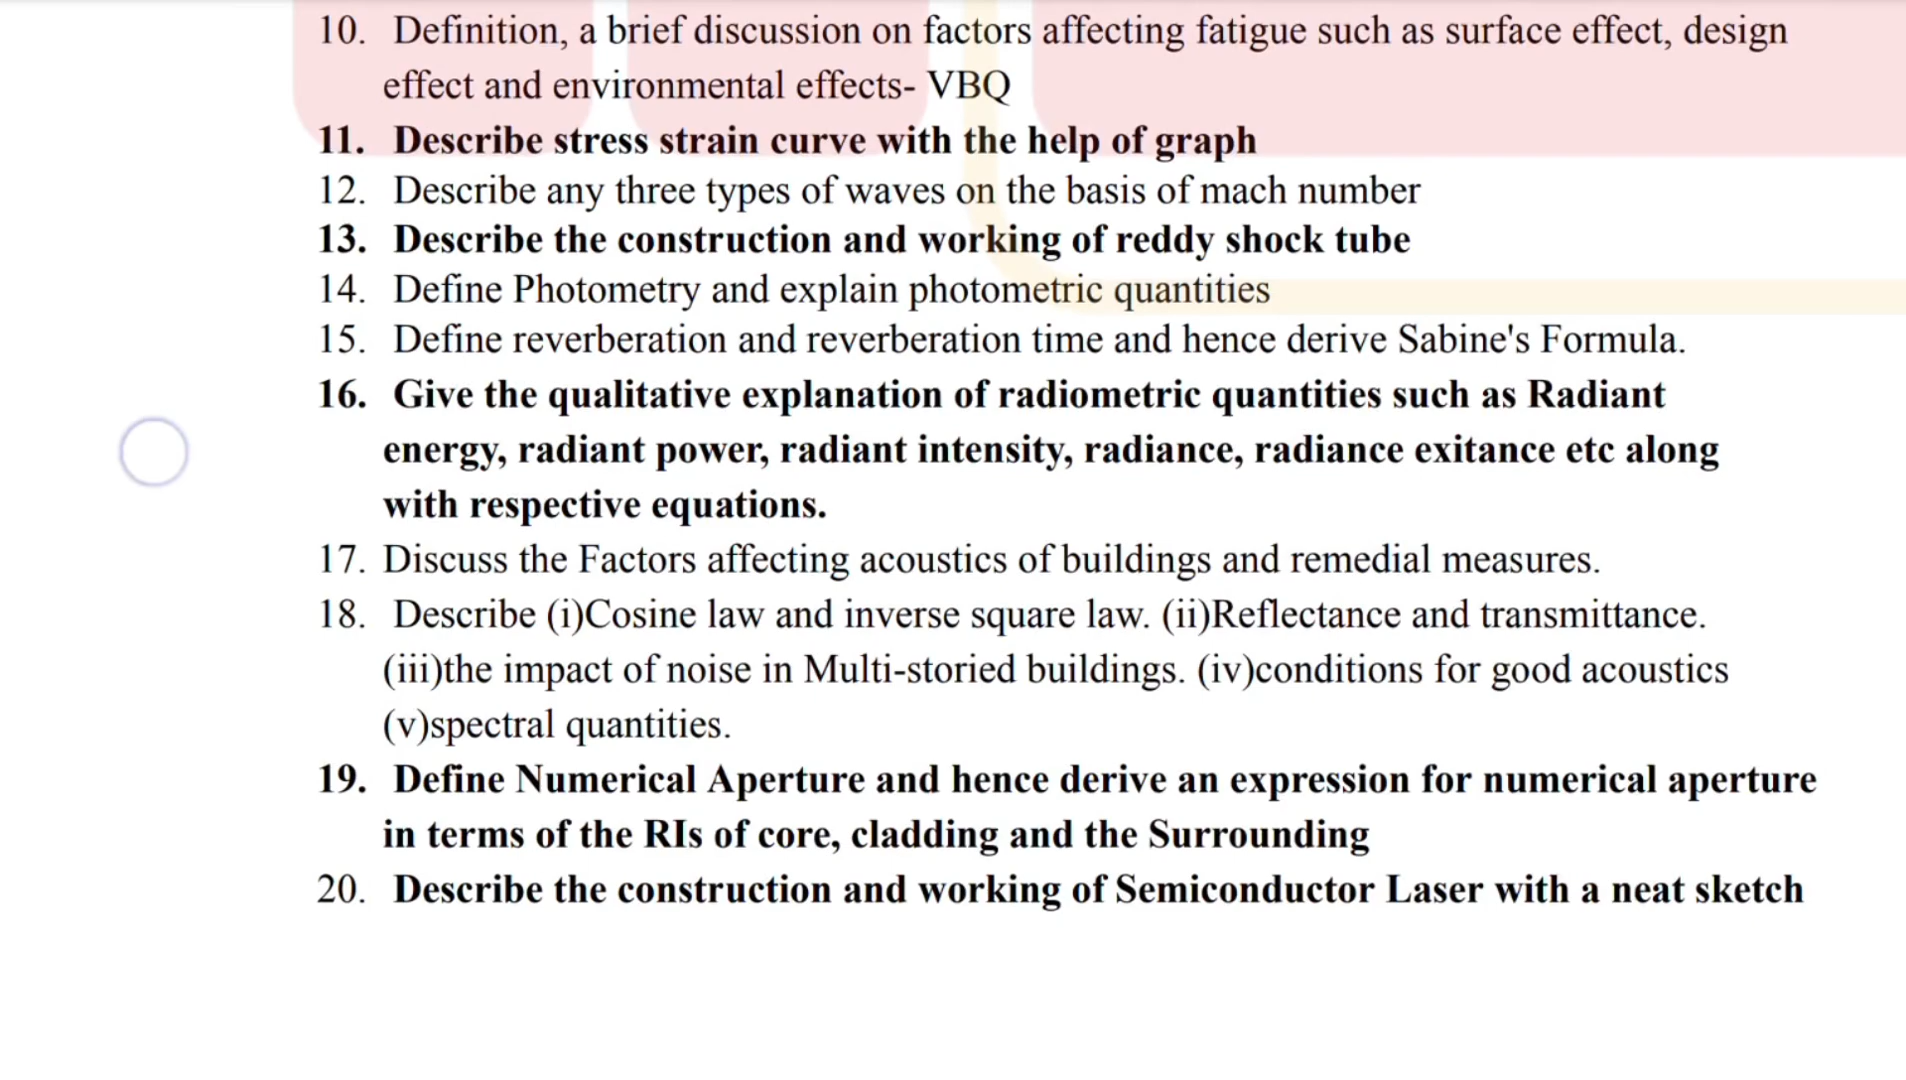 10. Definition, a brief discussion on factors affecting fatigue such as surface effect, design
effect and environmental effects- VBQ
11. Describe stress strain curve with the help of graph
12. Describe any three types of waves on the basis of mach number
13. Describe the construction and working of reddy shock tube
14. Define Photometry and explain photometric quantities
15. Define reverberation and reverberation time and hence derive Sabine's Formula.
16. Give the qualitative explanation of radiometric quantities such as Radiant
energy, radiant power, radiant intensity, radiance, radiance exitance etc along
with respective equations.
17. Discuss the Factors affecting acoustics of buildings and remedial measures.
18. Describe (i)Cosine law and inverse square law. (ii)Reflectance and transmittance.
(iii)the impact of noise in Multi-storied buildings. (iv)conditions for good acoustics
(v)spectral quantities.
19. Define Numerical Aperture and hence derive an expression for numerical aperture
in terms of the RIs of core, cladding and the Surrounding
20. Describe the construction and working of Semiconductor Laser with a neat sketch